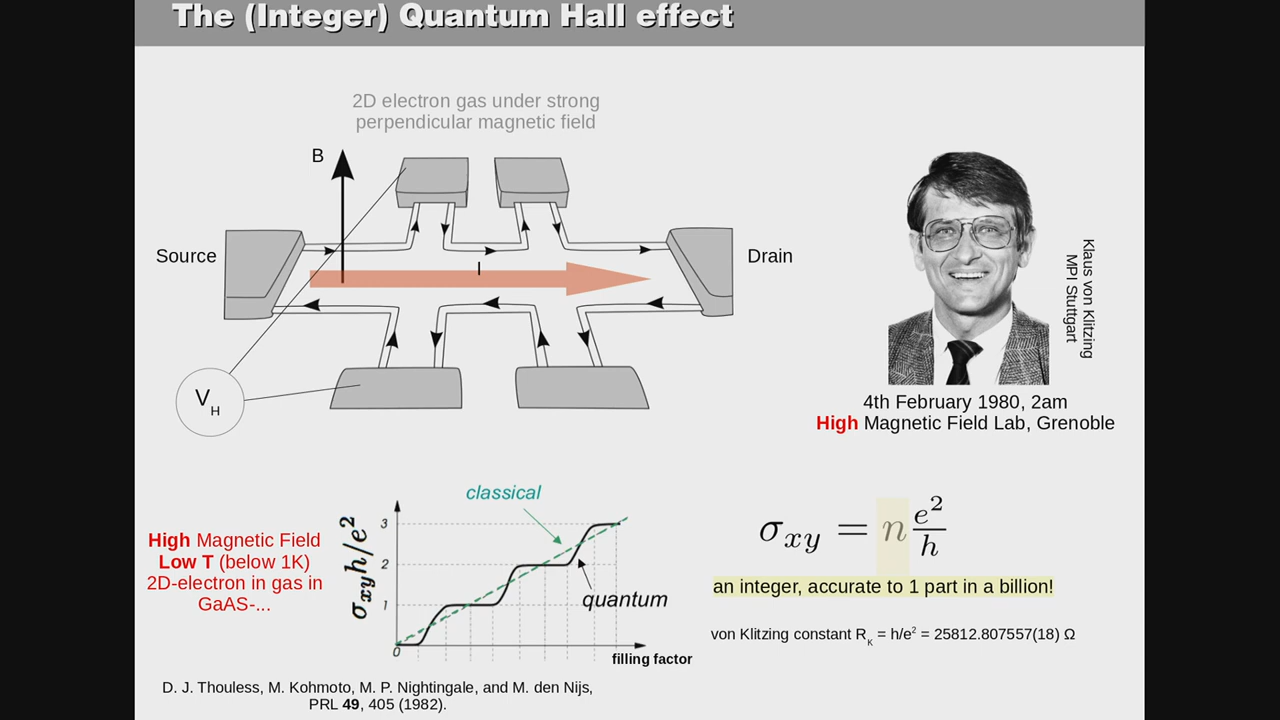 The (Integer) Quantum Hall effect
2D electron gas under strong
perpendicular magnetic field
B
Source
I
Drain
V_H
Klaus von Klitzing
MPI Stuttgart
4th February 1980, 2am
High Magnetic Field Lab, Grenoble
High Magnetic Field
Low T (below 1K)
2D-electron in gas in
GaAS-...
classical
σ_xy h/e²
3
2
1
0
quantum
filling factor
σ_xy = n e²/h
an integer, accurate to 1 part in a billion!
von Klitzing constant R_K = h/e² = 25812.807557(18) Ω
D. J. Thouless, M. Kohmoto, M. P. Nightingale, and M. den Nijs,
PRL 49, 405 (1982).